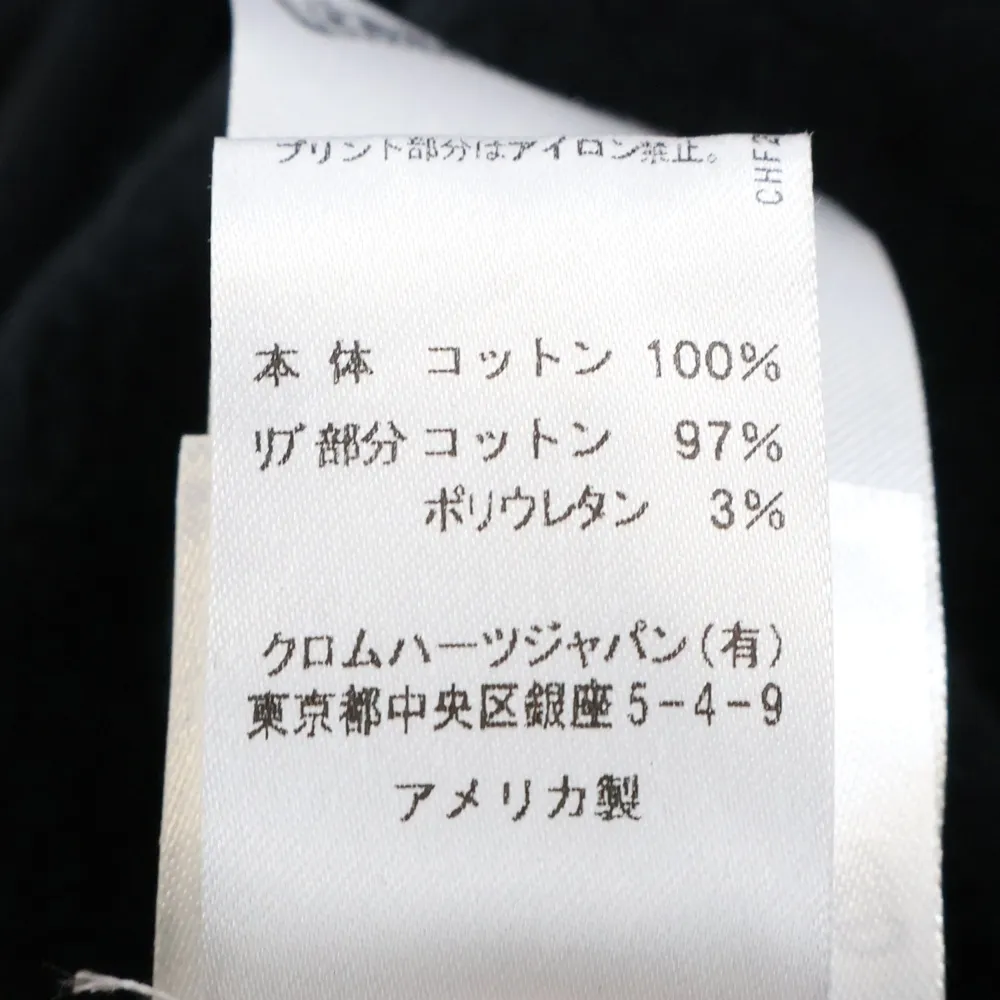 プリント部分はアイロン禁止。
CHF2
本体 コットン 100%
リブ部分 コットン 97%
ポリウレタン 3%
クロムハーツジャパン(有)
東京都中央区銀座5-4-9
アメリカ製